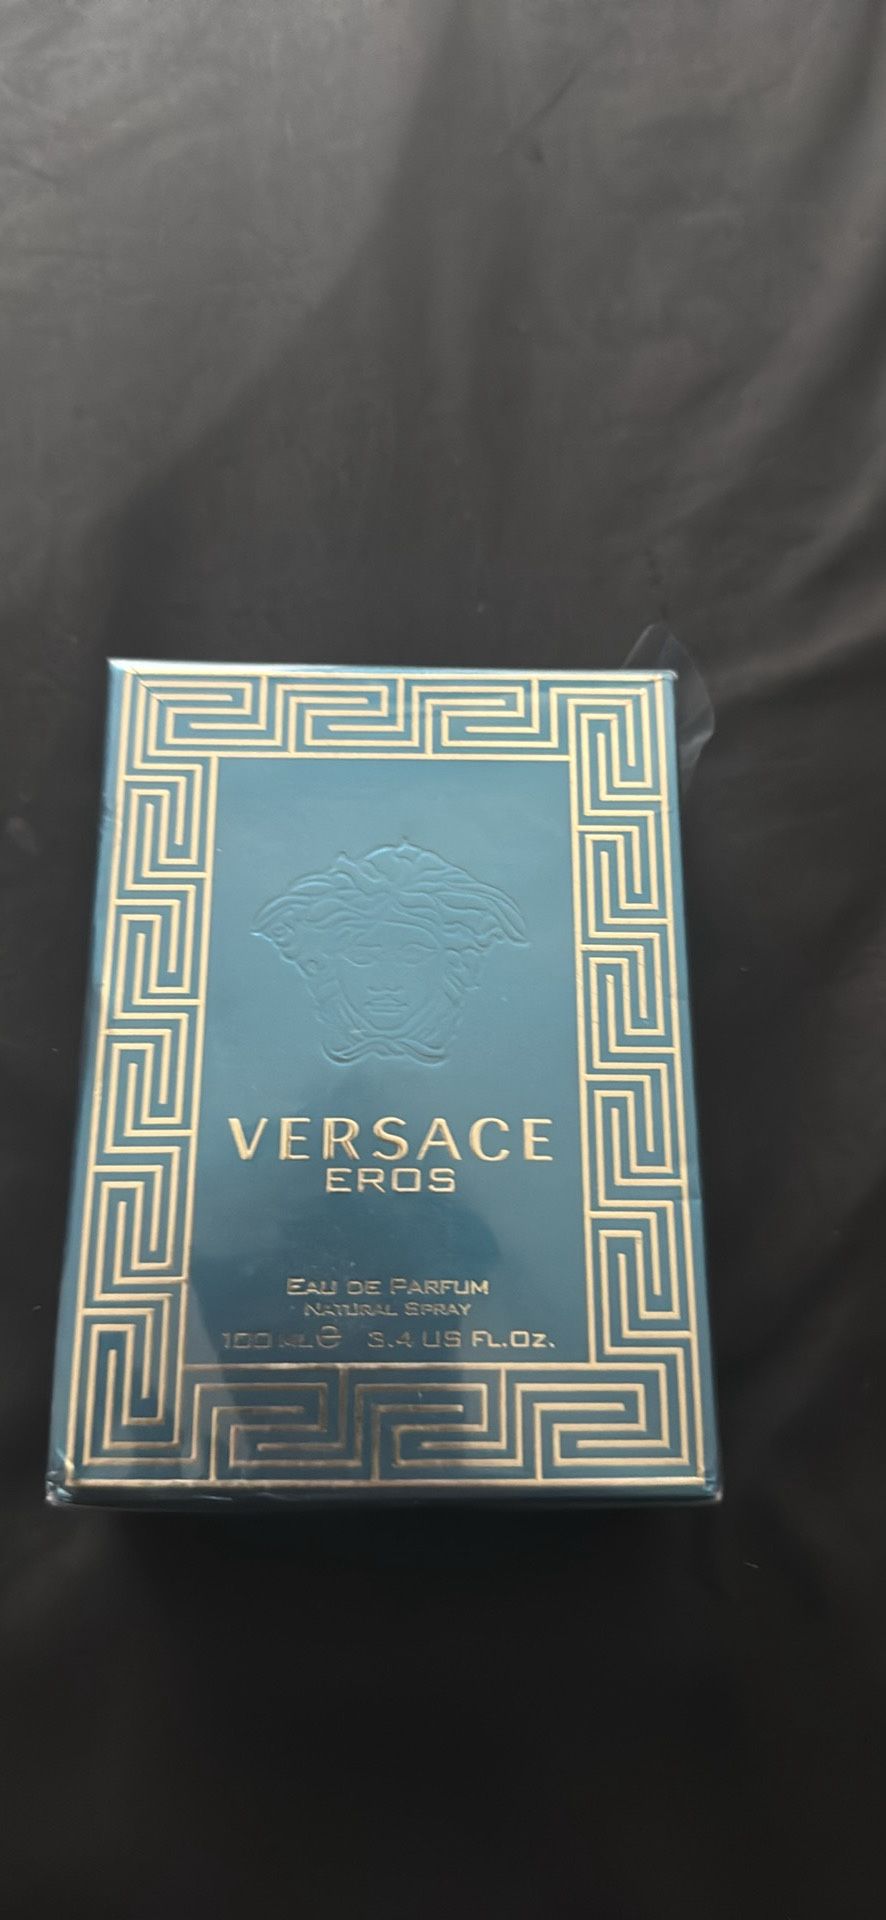 VERSACE
EROS
EAU DE PARFUM
NATURAL SPRAY
100 ML ℮ 3.4 US FL.OZ.